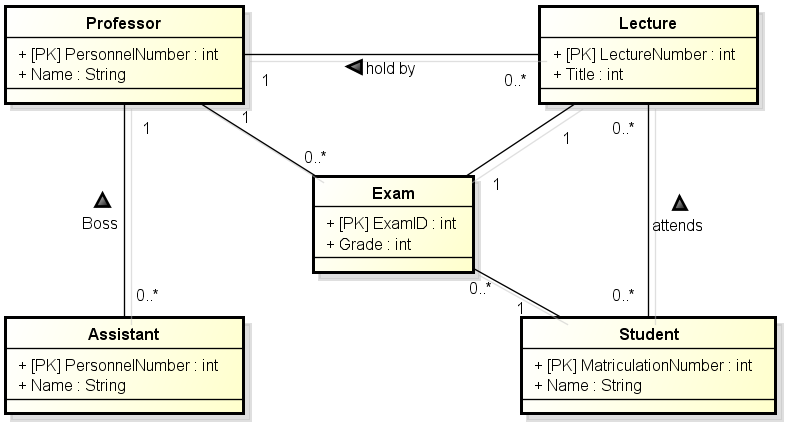 Professor
+ [PK] PersonnelNumber : int
+ Name : String
Lecture
+ [PK] LectureNumber : int
+ Title : int
hold by
1
0..*
1
1
0..*
0..*
1
1
Exam
+ [PK] ExamID : int
+ Grade : int
Boss
attends
0..*
0..*
0..*
1
Assistant
+ [PK] PersonnelNumber : int
+ Name : String
Student
+ [PK] MatriculationNumber : int
+ Name : String